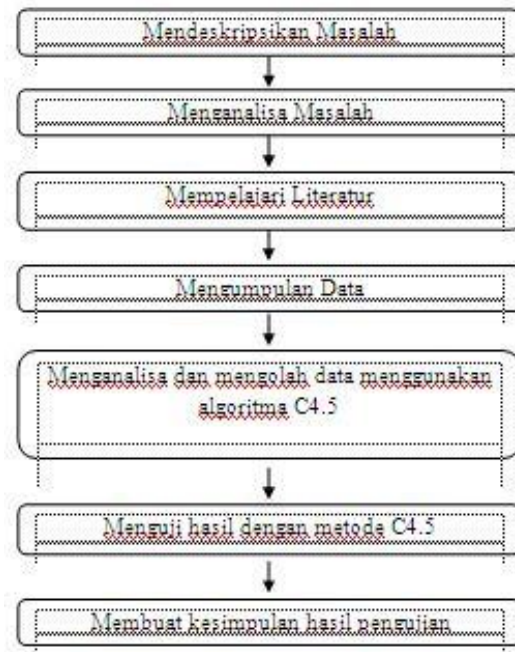 Mendeskripsikan Masalah
Menganalisa Masalah
Mempelajari Literatur
Mengumpulan Data
Menganalisa dan mengolah data menggunakan
algoritma C4.5
Menguji hasil dengan metode C4.5
Membuat kesimpulan hasil pengujian